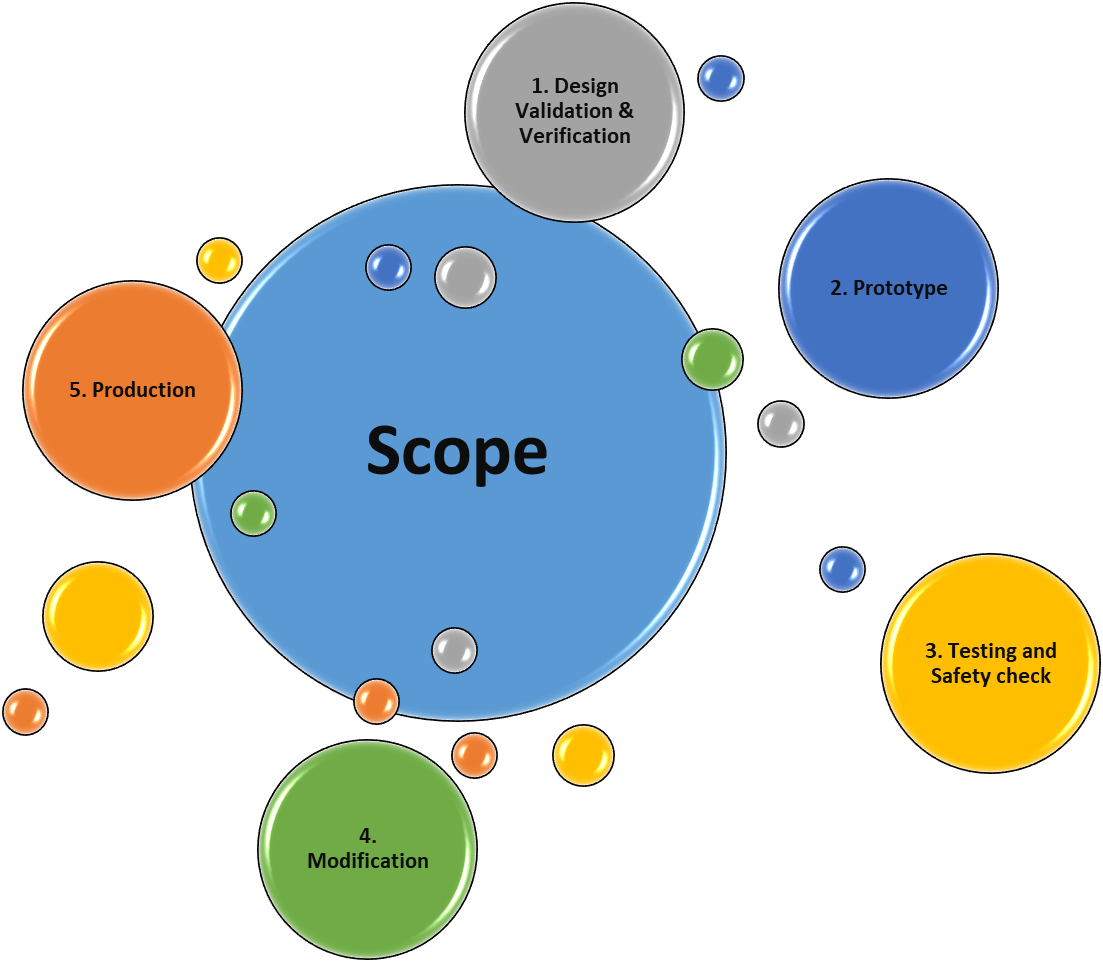 1. Design
Validation &
Verification
2. Prototype
5. Production
Scope
3. Testing and
Safety check
4.
Modification